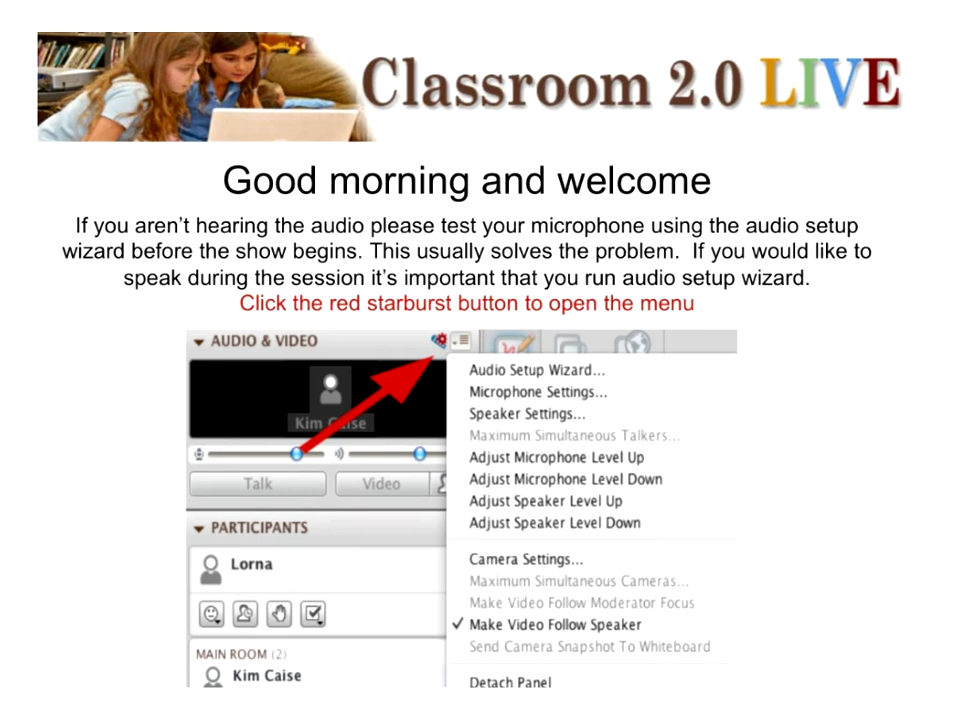 Classroom 2.0 LIVE
Good morning and welcome
If you aren't hearing the audio please test your microphone using the audio setup
wizard before the show begins. This usually solves the problem.  If you would like to
speak during the session it's important that you run audio setup wizard.
Click the red starburst button to open the menu
AUDIO & VIDEO
Kim Caise
Talk
Video
PARTICIPANTS
Lorna
MAIN ROOM (2)
Kim Caise
Audio Setup Wizard...
Microphone Settings...
Speaker Settings...
Maximum Simultaneous Talkers...
Adjust Microphone Level Up
Adjust Microphone Level Down
Adjust Speaker Level Up
Adjust Speaker Level Down
Camera Settings...
Maximum Simultaneous Cameras...
Make Video Follow Moderator Focus
✓ Make Video Follow Speaker
Send Camera Snapshot To Whiteboard
Detach Panel